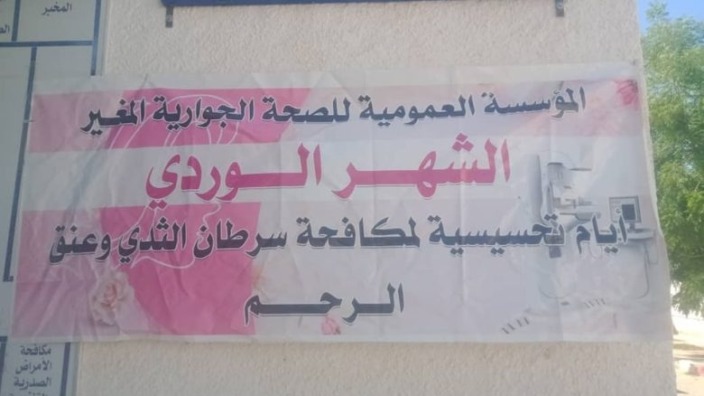 المخبر
المؤسسة العمومية للصحة الجوارية المغير
الشهر الوردي
أيام تحسيسية لمكافحة سرطان الثدي وعنق
الرحم
مكافحة
الأمراض
الصدرية